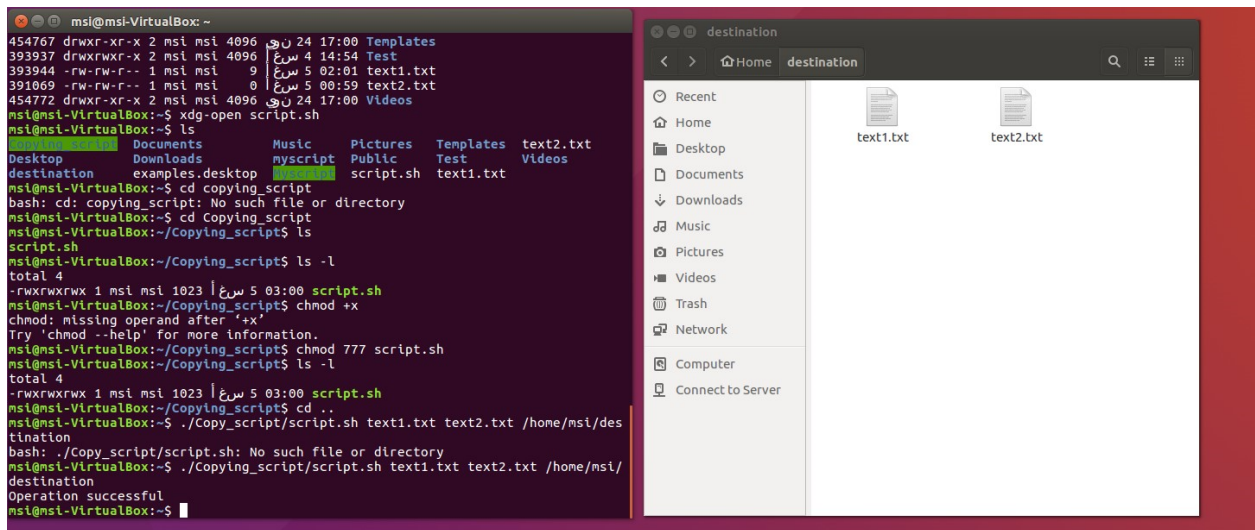 msi@msi-VirtualBox: ~
454767 drwxr-xr-x 2 msi msi 4096 24 17:00 Templates
393937 drwxrwxr-x 2 msi msi 4096 4 14:54 Test
393944 -rw-rw-r-- 1 msi msi 9 5 02:01 text1.txt
391069 -rw-rw-r-- 1 msi msi 0 5 00:59 text2.txt
454772 drwxr-xr-x 2 msi msi 4096 24 17:00 Videos
msi@msi-VirtualBox:~$ xdg-open script.sh
msi@msi-VirtualBox:~$ ls
Copying_script Documents Music Pictures Templates text2.txt
Desktop Downloads myscript Public Test Videos
destination examples.desktop Myscript script.sh text1.txt
msi@msi-VirtualBox:~$ cd copying_script
bash: cd: copying_script: No such file or directory
msi@msi-VirtualBox:~$ cd Copying_script
msi@msi-VirtualBox:~/Copying_script$ ls
script.sh
msi@msi-VirtualBox:~/Copying_script$ ls -l
total 4
-rwxrwxrwx 1 msi msi 1023 5 03:00 script.sh
msi@msi-VirtualBox:~/Copying_script$ chmod +x
chmod: missing operand after ‘+x’
Try 'chmod --help' for more information.
msi@msi-VirtualBox:~/Copying_script$ chmod 777 script.sh
msi@msi-VirtualBox:~/Copying_script$ ls -l
total 4
-rwxrwxrwx 1 msi msi 1023 5 03:00 script.sh
msi@msi-VirtualBox:~/Copying_script$ cd ..
msi@msi-VirtualBox:~$ ./Copy_script/script.sh text1.txt text2.txt /home/msi/des
tination
bash: ./Copy_script/script.sh: No such file or directory
msi@msi-VirtualBox:~$ ./Copying_script/script.sh text1.txt text2.txt /home/msi/
destination
Operation successful
msi@msi-VirtualBox:~$
destination
Home destination
Recent
Home
Desktop
Documents
Downloads
Music
Pictures
Videos
Trash
Network
Computer
Connect to Server
text1.txt text2.txt